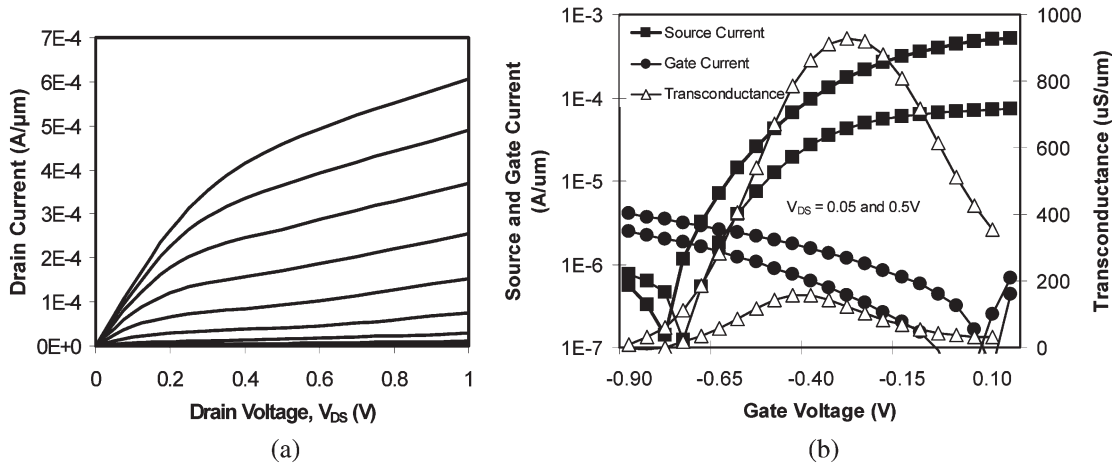 7E-4
6E-4
5E-4
4E-4
3E-4
2E-4
1E-4
0E+0
Drain Current (A/μm)
0 0.2 0.4 0.6 0.8 1
Drain Voltage, VDS (V)
(a)
1E-3
1E-4
1E-5
1E-6
1E-7
Source and Gate Current
(A/um)
Source Current
Gate Current
Transconductance
VDS = 0.05 and 0.5V
1000
800
600
400
200
0
Transconductance (uS/um)
-0.90 -0.65 -0.40 -0.15 0.10
Gate Voltage (V)
(b)